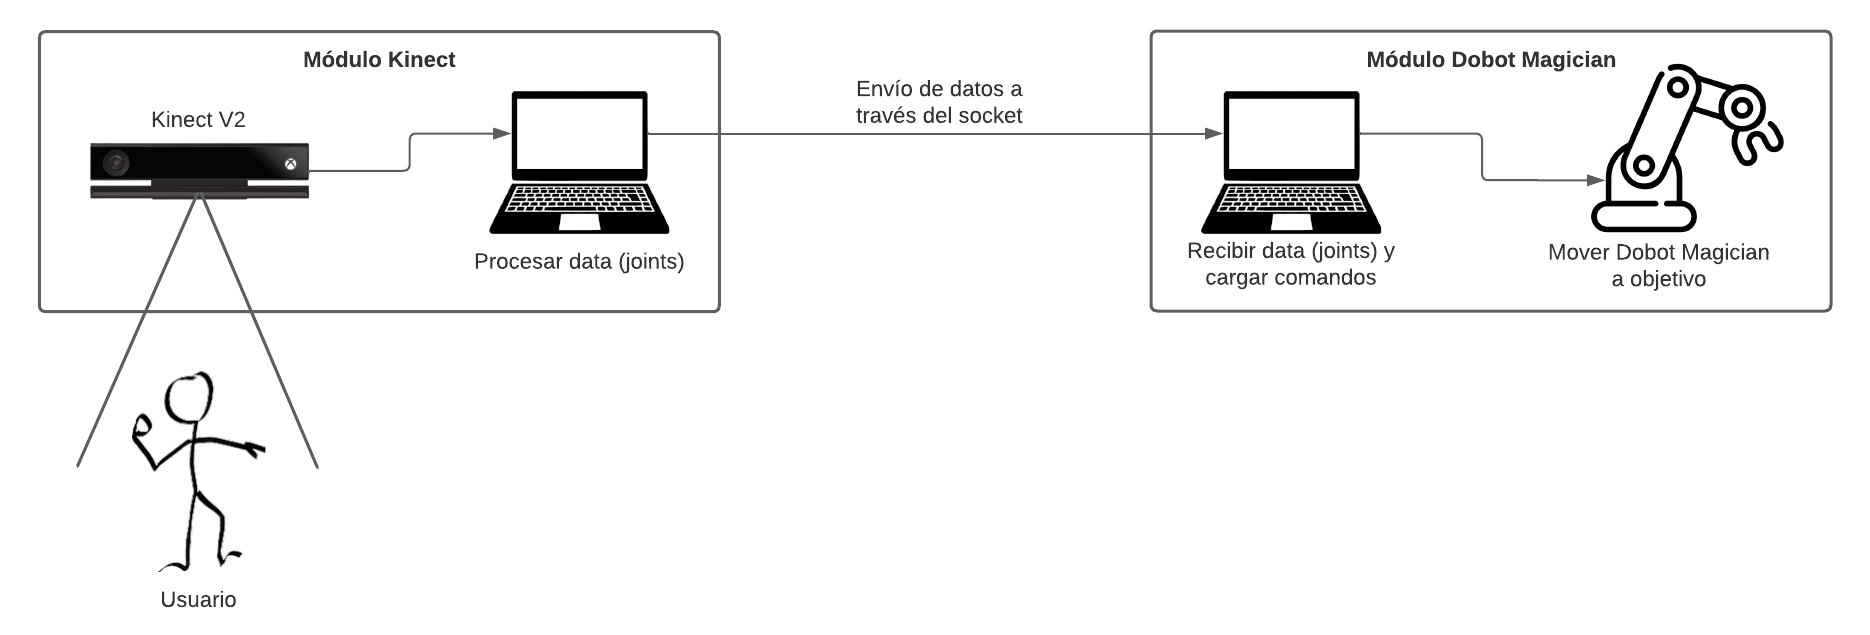 Módulo Kinect
Kinect V2
Procesar data (joints)
Usuario
Envío de datos a
través del socket
Módulo Dobot Magician
Recibir data (joints) y
cargar comandos
Mover Dobot Magician
a objetivo